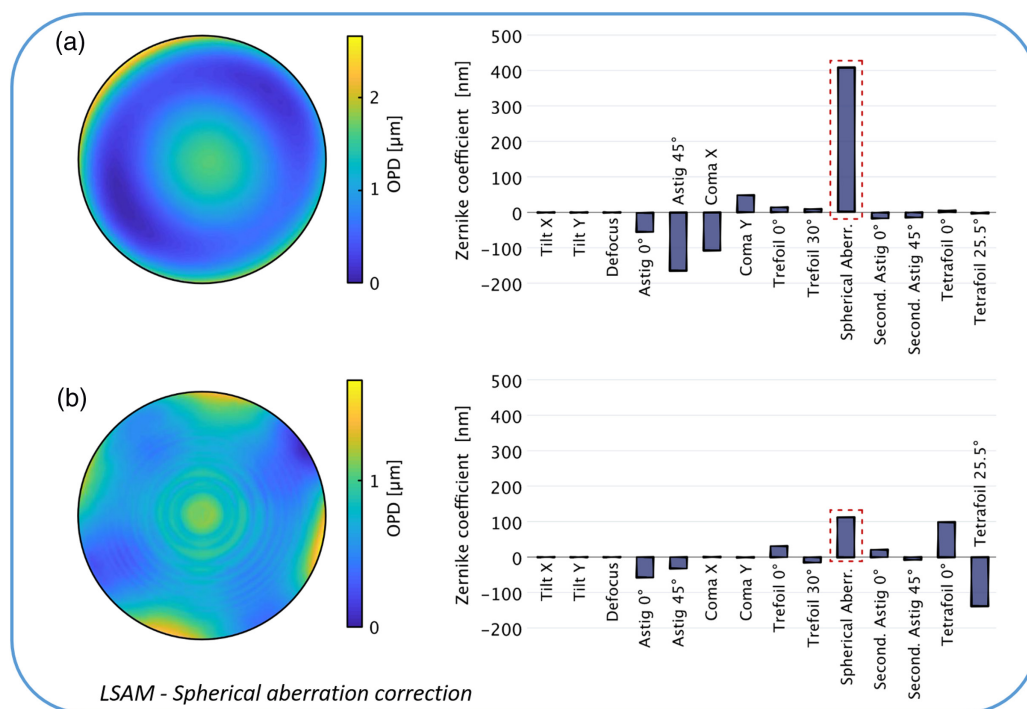 (a)
2
1
0
OPD [µm]
500
400
300
200
100
0
−100
−200
Zernike coefficient [nm]
Tilt X
Tilt Y
Defocus
Astig 0°
Astig 45°
Coma X
Coma Y
Trefoil 0°
Trefoil 30°
Spherical Aberr.
Second. Astig 0°
Second. Astig 45°
Tetrafoil 0°
Tetrafoil 25.5°
(b)
1
0
OPD [µm]
500
400
300
200
100
0
−100
−200
Zernike coefficient [nm]
Tilt X
Tilt Y
Defocus
Astig 0°
Astig 45°
Coma X
Coma Y
Trefoil 0°
Trefoil 30°
Spherical Aberr.
Second. Astig 0°
Second. Astig 45°
Tetrafoil 0°
Tetrafoil 25.5°
LSAM - Spherical aberration correction